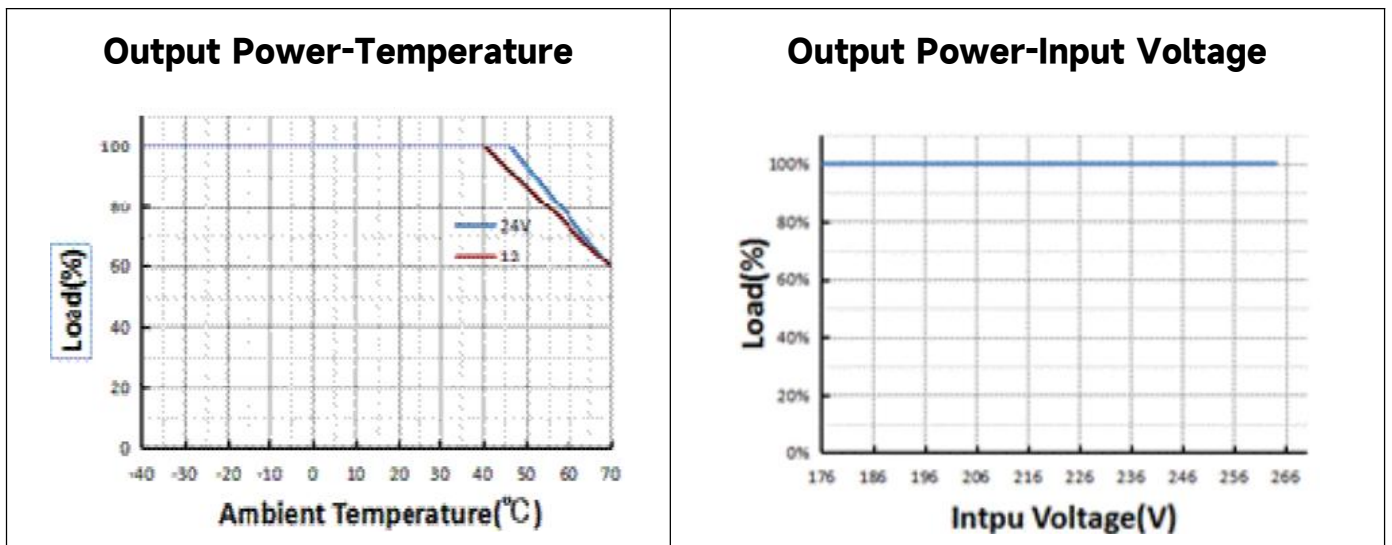 Output Power-Temperature
100
80
60
40
20
0
Load(%)
24V
-40 -30 -20 -10 0 10 20 30 40 50 60 70
Ambient Temperature(℃)
Output Power-Input Voltage
100%
80%
60%
40%
20%
0%
Load(%)
176 186 196 206 216 226 236 246 256 266
Intpu Voltage(V)